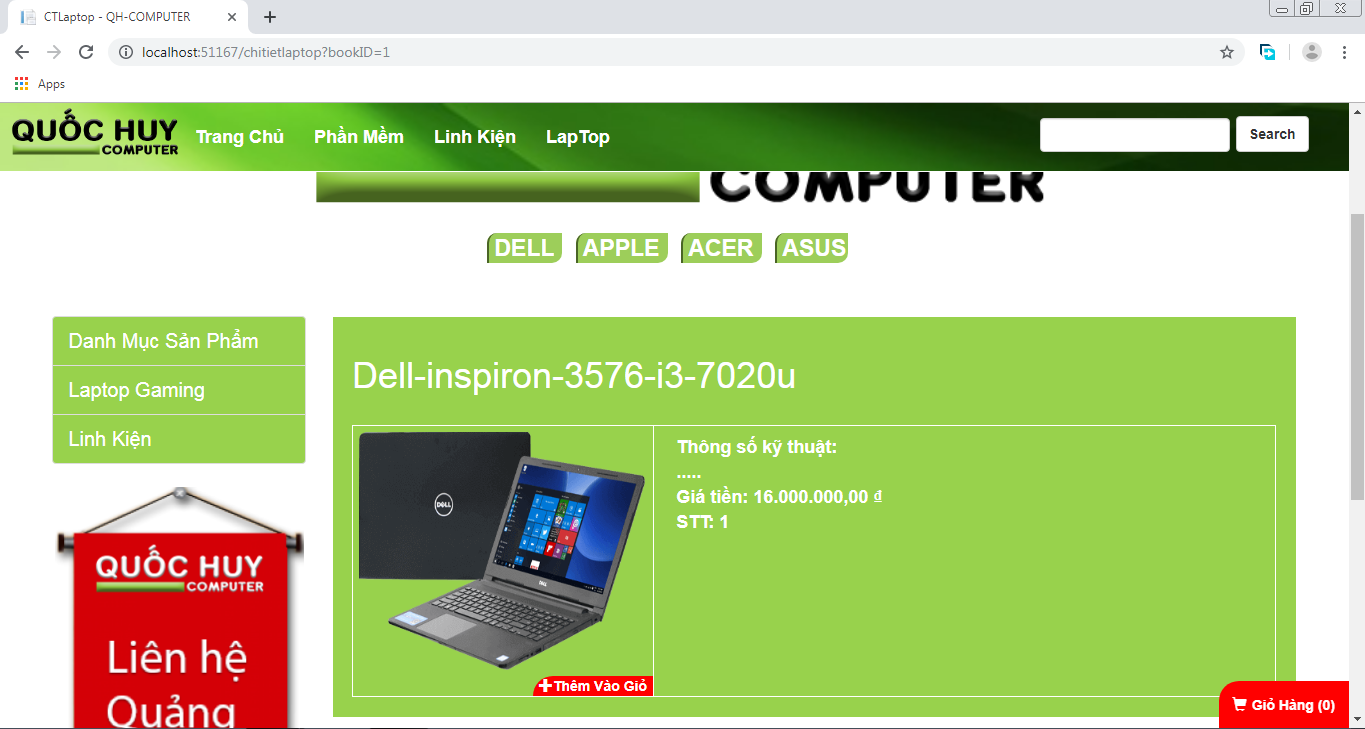 CTLaptop - QH-COMPUTER
localhost:51167/chitietlaptop?bookID=1
Apps
QUỐC HUY
COMPUTER
Trang Chủ
Phần Mềm
Linh Kiện
LapTop
Search
COMPUTER
DELL
APPLE
ACER
ASUS
Danh Mục Sản Phẩm
Laptop Gaming
Linh Kiện
QUỐC HUY
COMPUTER
Liên hệ
Quảng
Dell-inspiron-3576-i3-7020u
DELL
DELL
Thêm Vào Giỏ
Thông số kỹ thuật:
.....
Giá tiền: 16.000.000,00 ₫
STT: 1
Giỏ Hàng (0)